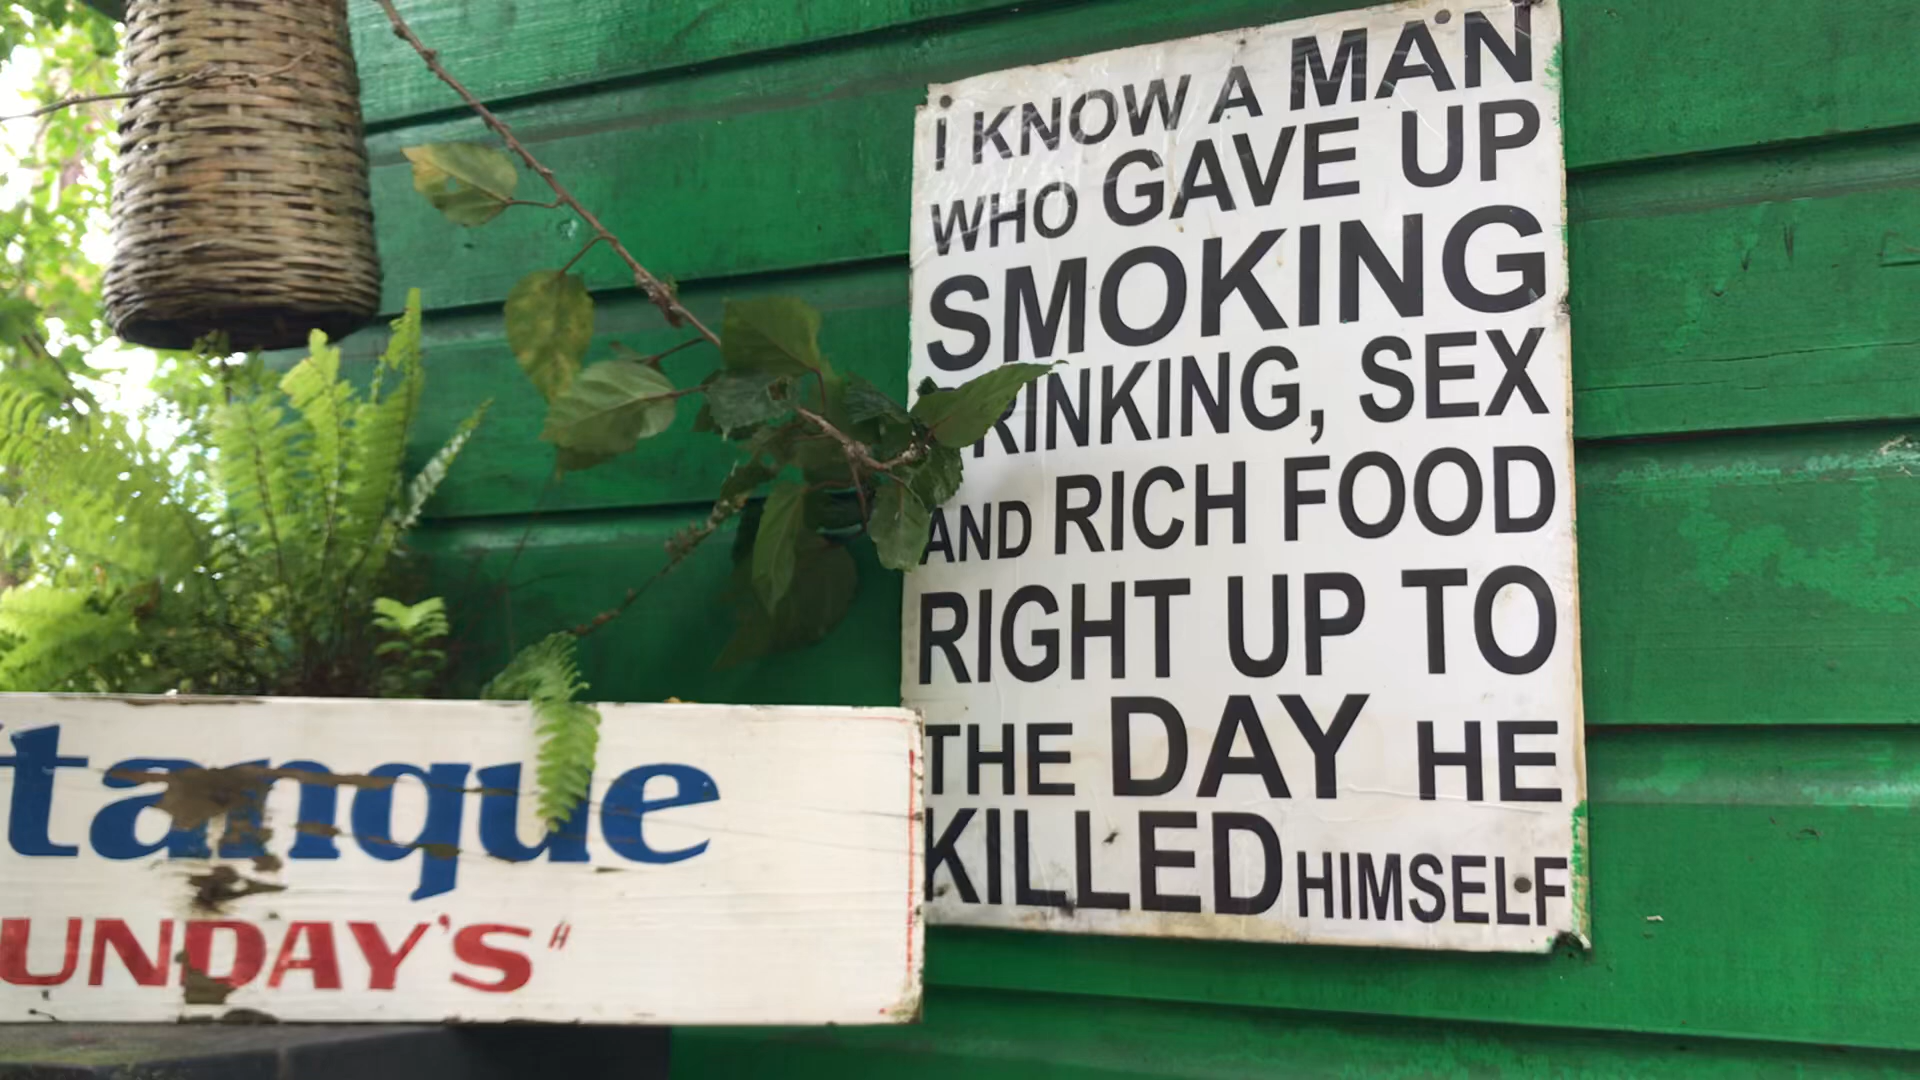 i KNOW A MAN
WHO GAVE UP
SMOKING
DRINKING, SEX
AND RICH FOOD
RIGHT UP TO
THE DAY HE
KILLED HIMSELF
tanque
UNDAY'S"